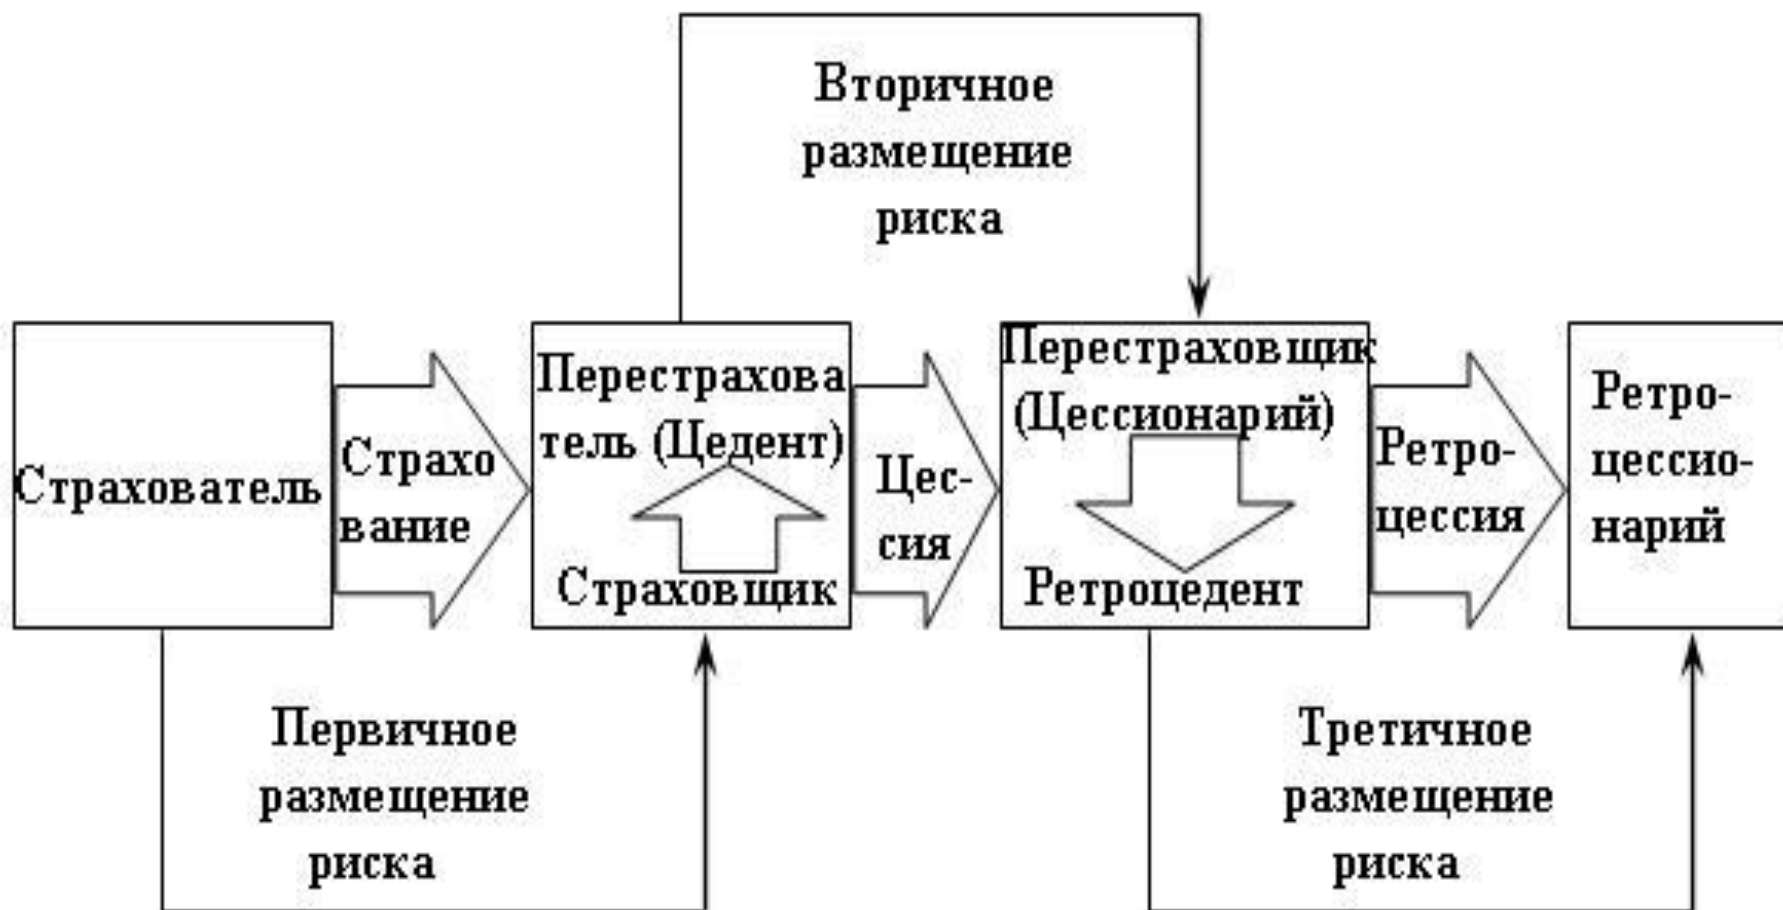 Вторичное
размещение
риска
Страхователь
Страхо
вание
Перестрахова
тель (Цедент)
Страховщик
Цес-
сия
Перестраховщик
(Цессионарий)
Ретроцедент
Ретро-
цессия
Ретро-
цессио-
нарий
Первичное
размещение
риска
Третичное
размещение
риска